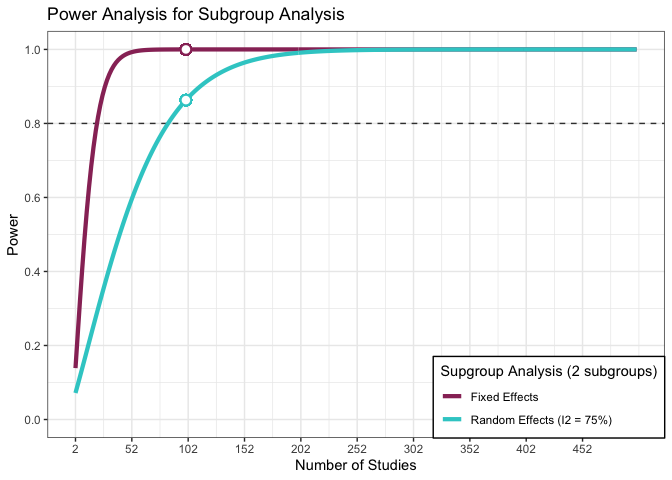 Power Analysis for Subgroup Analysis
1.0
0.8
0.6
0.4
0.2
0.0
Power
Supgroup Analysis (2 subgroups)
Fixed Effects
Random Effects (I2 = 75%)
2 52 102 152 202 252 302 352 402 452
Number of Studies